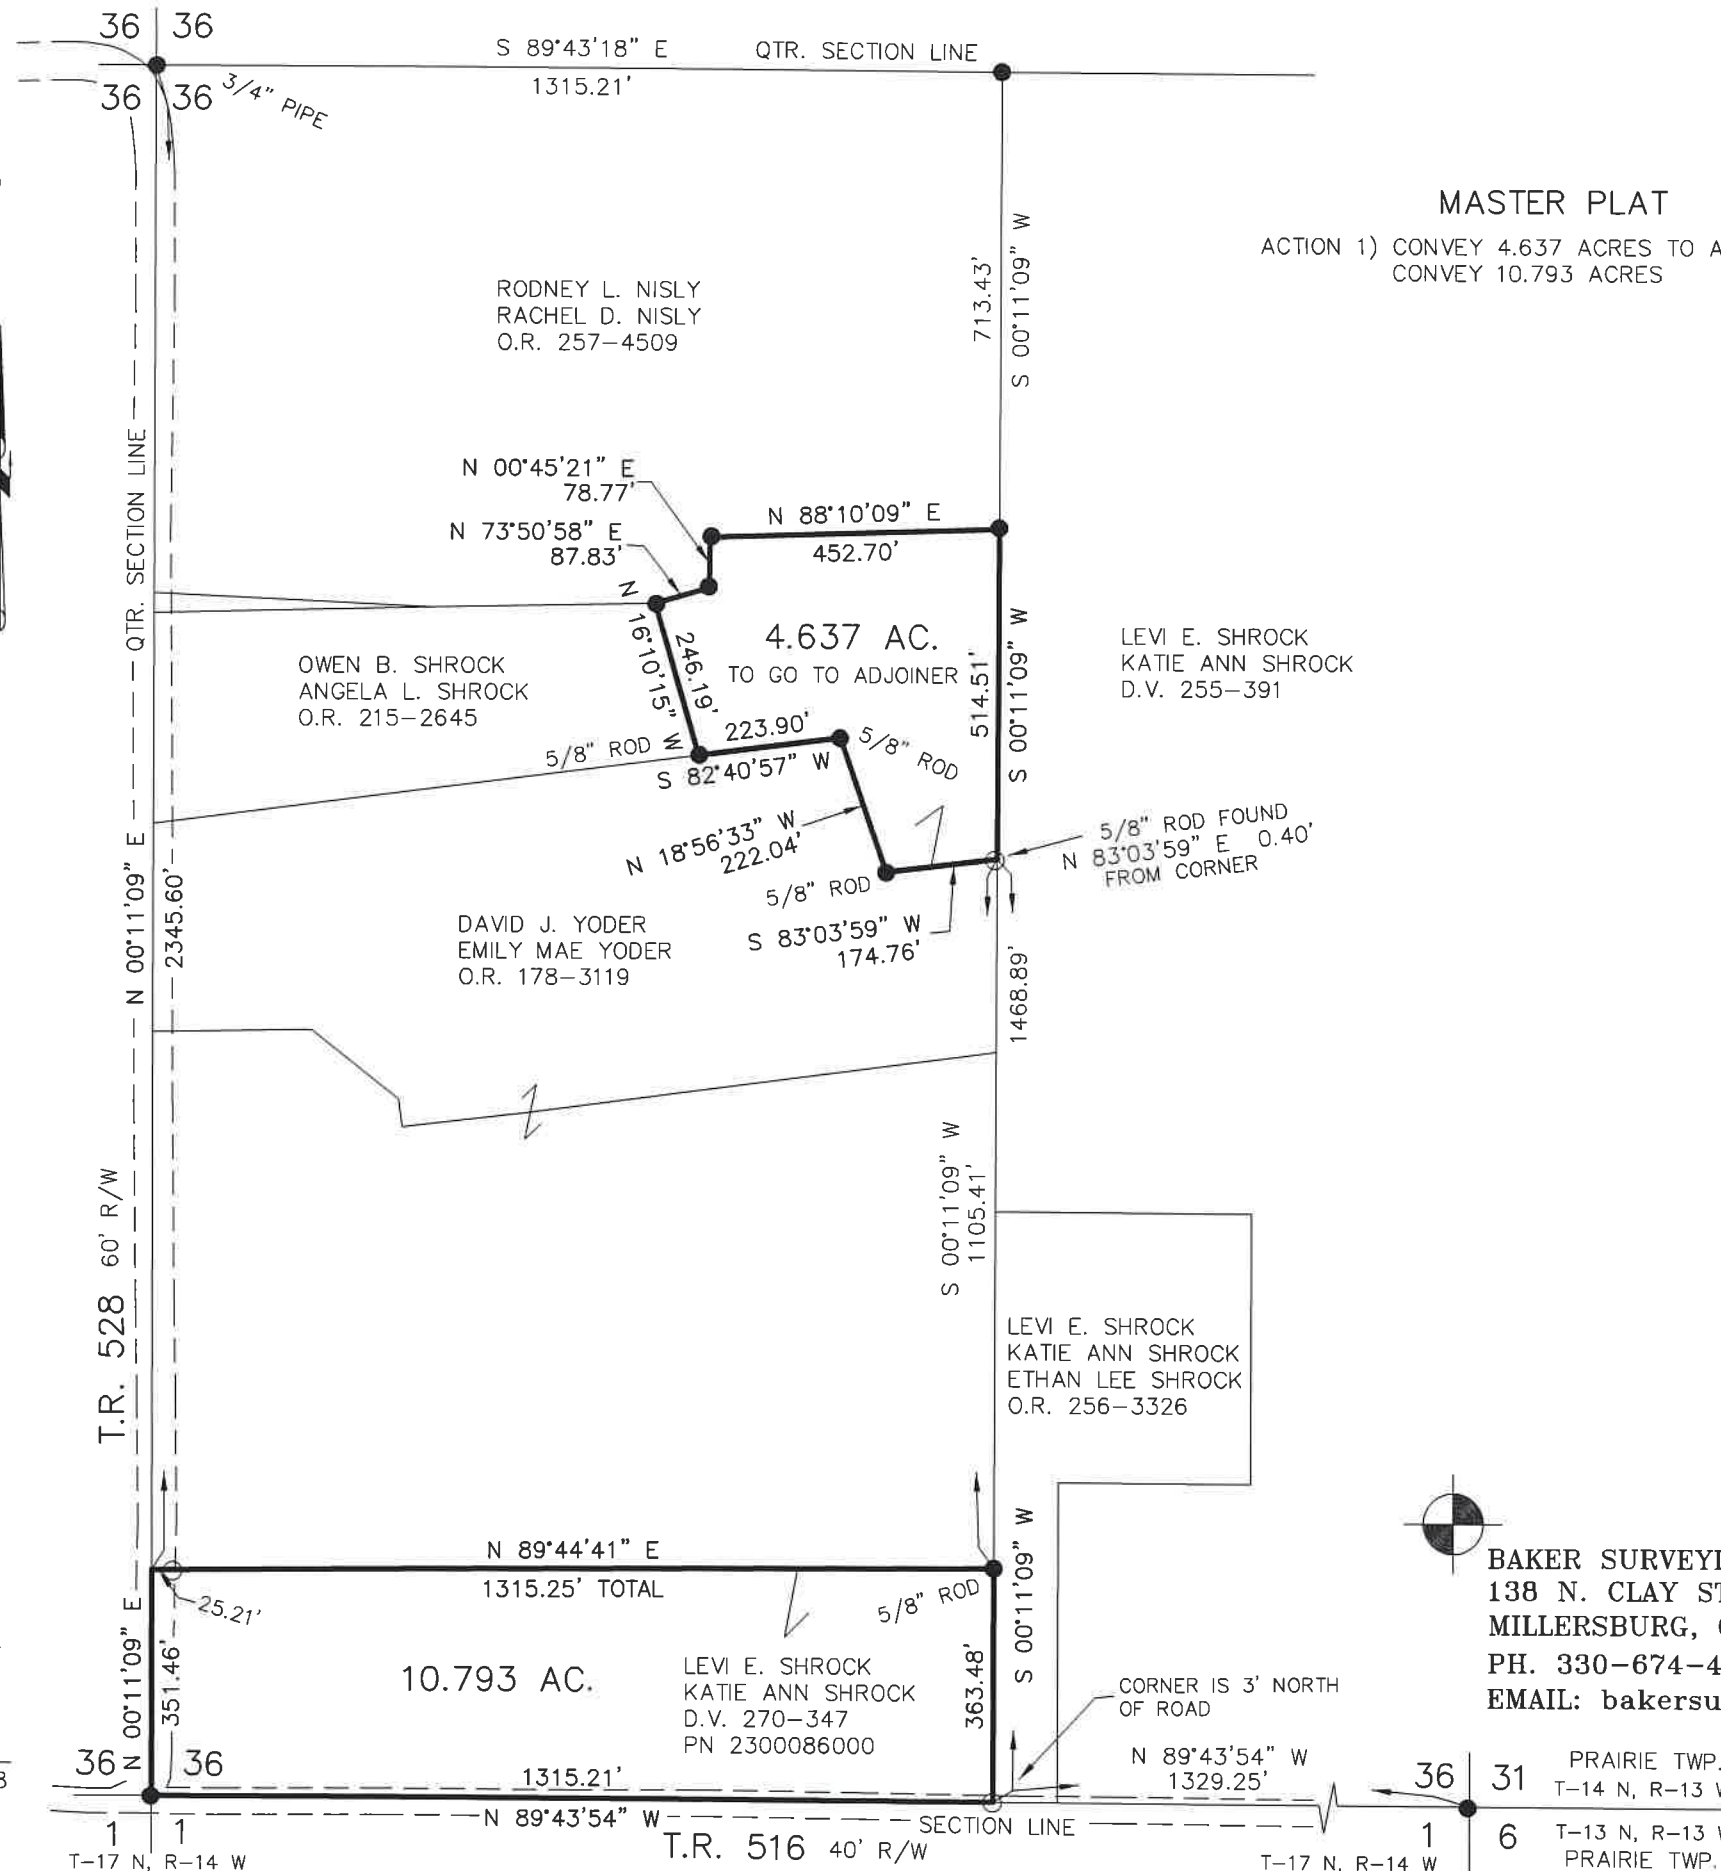 36 36
S 89°43'18" E QTR. SECTION LINE
1315.21'
36 36
3/4" PIPE
MASTER PLAT
ACTION 1) CONVEY 4.637 ACRES TO A
CONVEY 10.793 ACRES
713.43'
S 00°11'09" W
RODNEY L. NISLY
RACHEL D. NISLY
O.R. 257-4509
QTR. SECTION LINE
N 00°45'21" E
78.77'
N 73°50'58" E
87.83'
N 88°10'09" E
452.70'
N 16°10'15" W
246.19'
4.637 AC.
TO GO TO ADJOINER
514.51'
S 00°11'09" W
LEVI E. SHROCK
KATIE ANN SHROCK
D.V. 255-391
OWEN B. SHROCK
ANGELA L. SHROCK
O.R. 215-2645
5/8" ROD
223.90'
S 82°40'57" W
5/8" ROD
N 18°56'33" W
222.04'
5/8" ROD FOUND
N 83°03'59" E 0.40'
FROM CORNER
5/8" ROD
S 83°03'59" W
174.76'
N 00°11'09" E
2345.60'
DAVID J. YODER
EMILY MAE YODER
O.R. 178-3119
1468.89'
S 00°11'09" W
1105.41'
T.R. 528 60' R/W
LEVI E. SHROCK
KATIE ANN SHROCK
ETHAN LEE SHROCK
O.R. 256-3326
N 89°44'41" E
1315.25' TOTAL
5/8" ROD
25.21'
N 00°11'09" E
351.46'
10.793 AC.
LEVI E. SHROCK
KATIE ANN SHROCK
D.V. 270-347
PN 2300086000
363.48'
S 00°11'09" W
CORNER IS 3' NORTH
OF ROAD
BAKER SURVEYI
138 N. CLAY ST
MILLERSBURG,
PH. 330-674-4
EMAIL: bakersu
36 36
1315.21'
N 89°43'54" W
1329.25'
36 31
PRAIRIE TWP.
T-14 N, R-13 W
N 89°43'54" W
SECTION LINE
1 1
T.R. 516 40' R/W
T-17 N, R-14 W
1 6
T-17 N, R-14 W
T-13 N, R-13 W
PRAIRIE TWP.